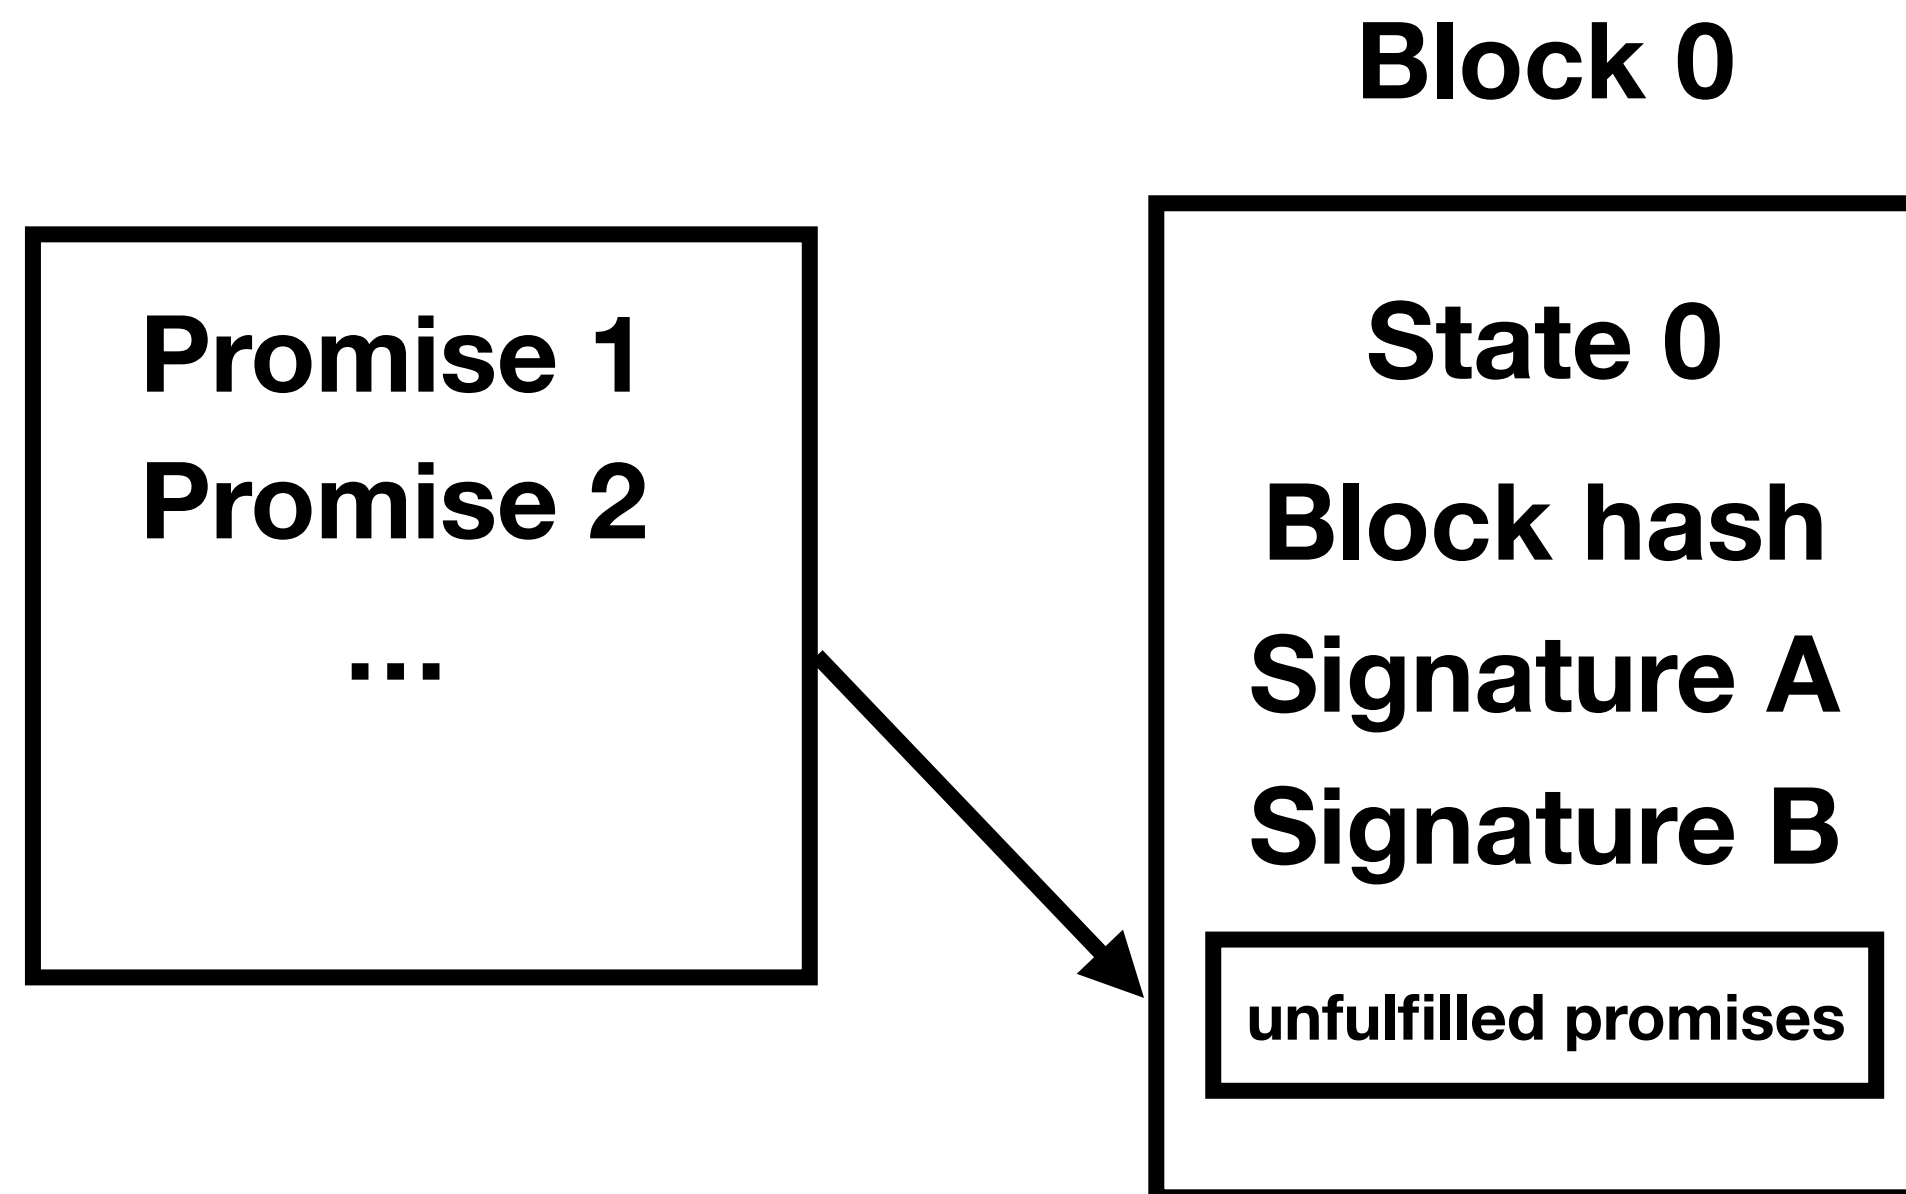 Block 0
Promise 1
Promise 2
...
State 0
Block hash
Signature A
Signature B
unfulfilled promises